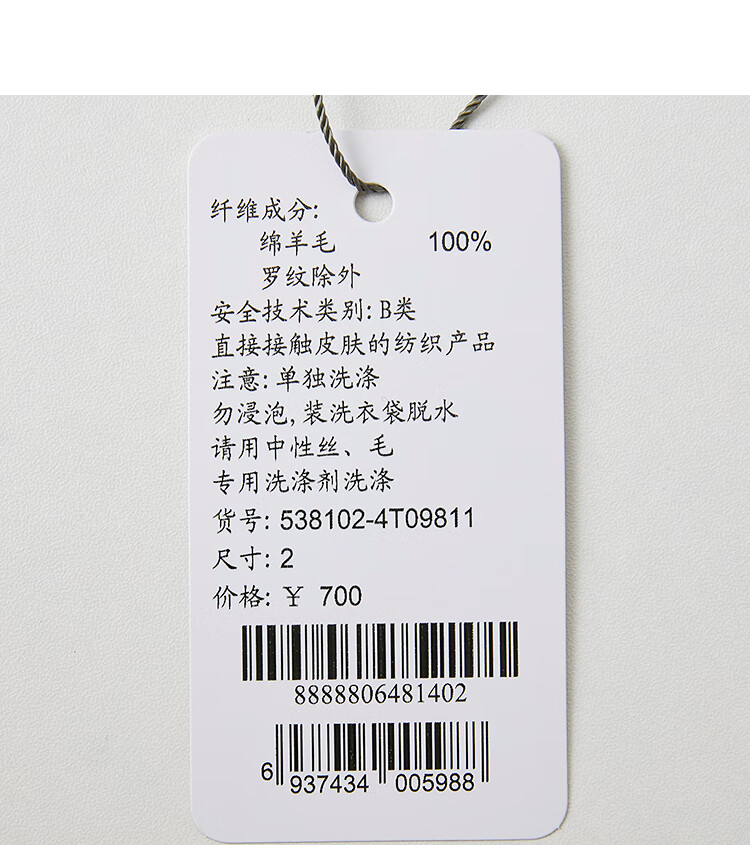 纤维成分:
绵羊毛 100%
罗纹除外
安全技术类别: B类
直接接触皮肤的纺织产品
注意: 单独洗涤
勿浸泡, 装洗衣袋脱水
请用中性丝、毛
专用洗涤剂洗涤
货号: 538102-4T09811
尺寸: 2
价格: ¥ 700
8888806481402
6 937434 005988